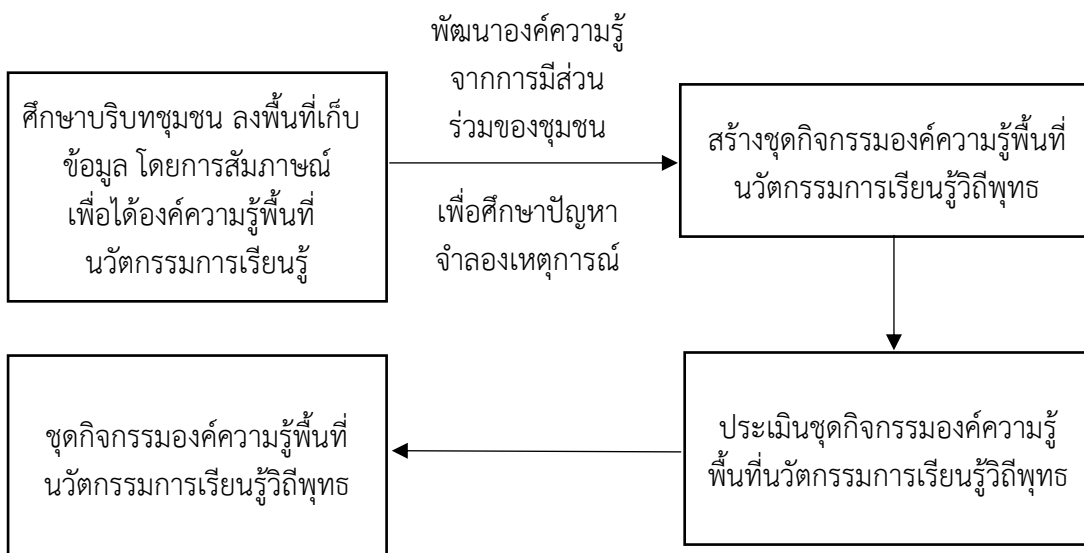 ศึกษาบริบทชุมชน ลงพื้นที่เก็บ
ข้อมูล โดยการสัมภาษณ์
เพื่อได้องค์ความรู้พื้นที่
นวัตกรรมการเรียนรู้
พัฒนาองค์ความรู้
จากการมีส่วน
ร่วมของชุมชน
เพื่อศึกษาปัญหา
จำลองเหตุการณ์
สร้างชุดกิจกรรมองค์ความรู้พื้นที่
นวัตกรรมการเรียนรู้วิถีพุทธ
ประเมินชุดกิจกรรมองค์ความรู้
พื้นที่นวัตกรรมการเรียนรู้วิถีพุทธ
ชุดกิจกรรมองค์ความรู้พื้นที่
นวัตกรรมการเรียนรู้วิถีพุทธ